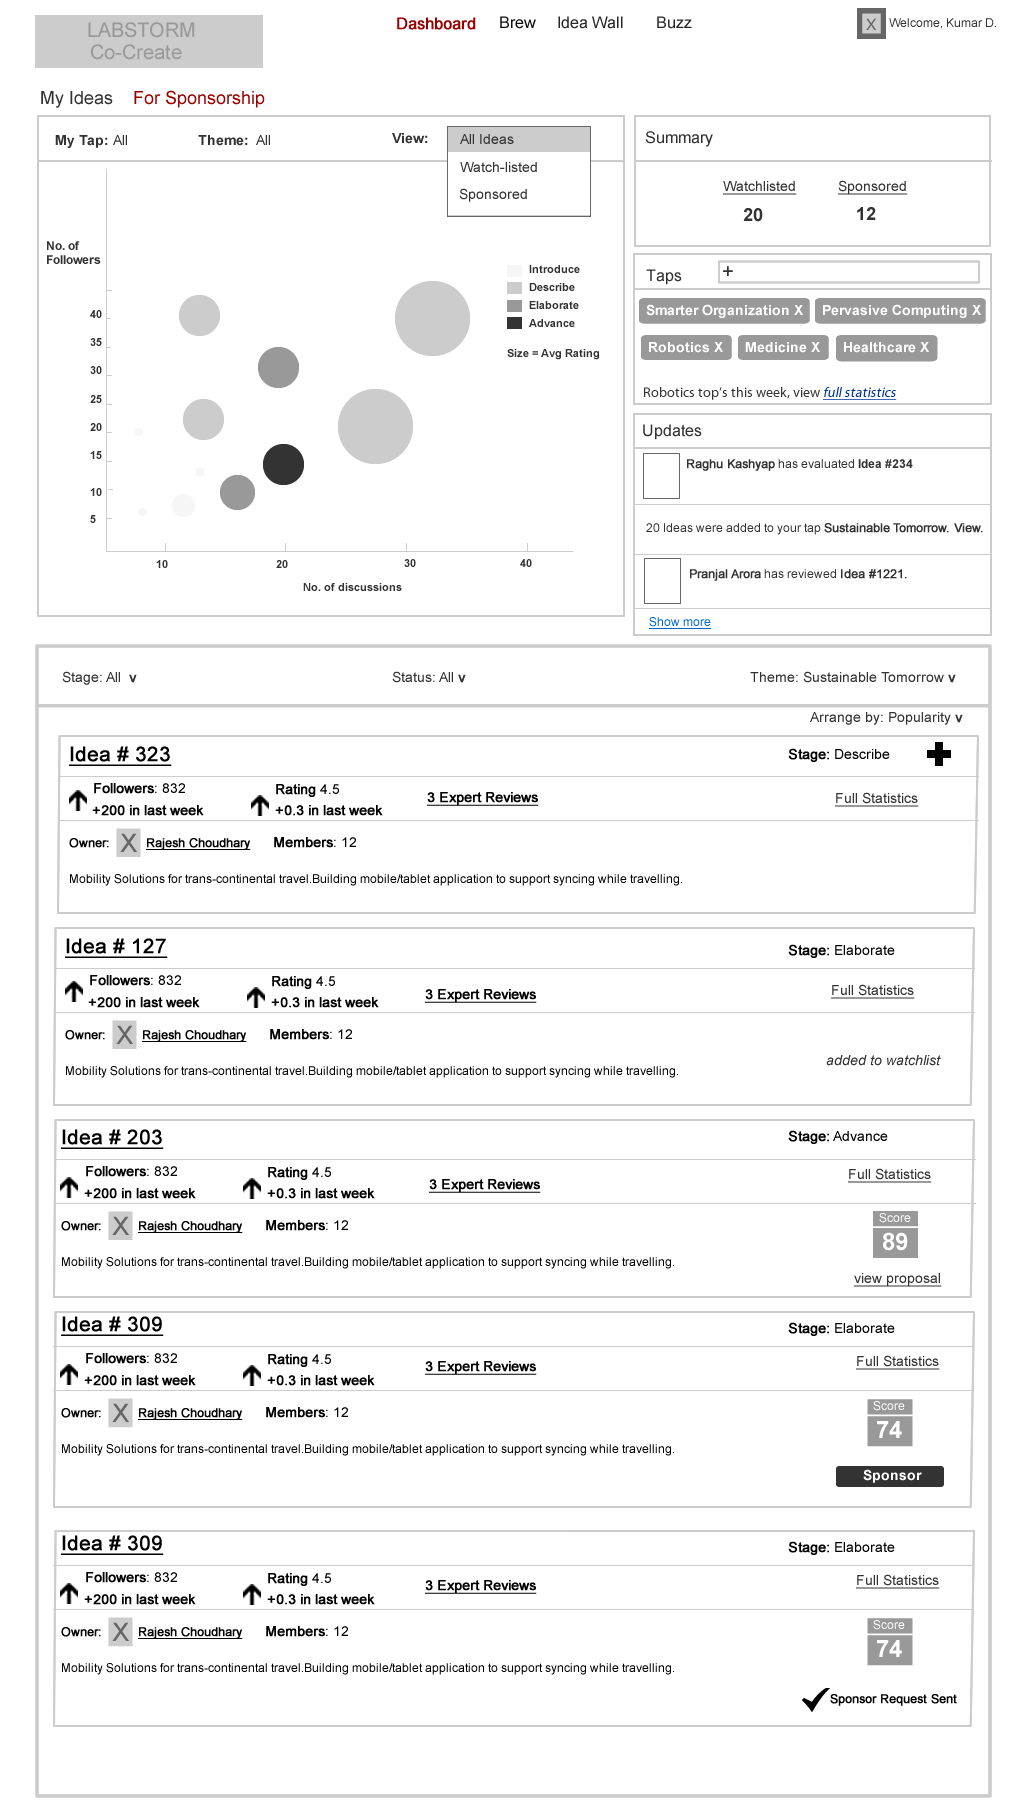 LABSTORM
Co-Create
Dashboard Brew Idea Wall Buzz
X Welcome, Kumar D.
My Ideas For Sponsorship
My Tap: All Theme: All View:
All Ideas
Watch-listed
Sponsored
No. of
Followers
Introduce
Describe
Elaborate
Advance
Size = Avg Rating
40
35
30
25
20
15
10
5
10 20 30 40
No. of discussions
Summary
Watchlisted Sponsored
20 12
Taps +
Smarter Organization X Pervasive Computing X
Robotics X Medicine X Healthcare X
Robotics top's this week, view full statistics
Updates
Raghu Kashyap has evaluated Idea #234
20 Ideas were added to your tap Sustainable Tomorrow. View.
Pranjal Arora has reviewed Idea #1221.
Show more
Stage: All v Status: All v Theme: Sustainable Tomorrow v
Arrange by: Popularity v
Idea # 323 Stage: Describe
Followers: 832 Rating 4.5
+200 in last week +0.3 in last week 3 Expert Reviews Full Statistics
Owner: X Rajesh Choudhary Members: 12
Mobility Solutions for trans-continental travel.Building mobile/tablet application to support syncing while travelling.
Idea # 127 Stage: Elaborate
Followers: 832 Rating 4.5
+200 in last week +0.3 in last week 3 Expert Reviews Full Statistics
Owner: X Rajesh Choudhary Members: 12
added to watchlist
Mobility Solutions for trans-continental travel.Building mobile/tablet application to support syncing while travelling.
Idea # 203 Stage: Advance
Followers: 832 Rating 4.5 Full Statistics
+200 in last week +0.3 in last week 3 Expert Reviews
Owner: X Rajesh Choudhary Members: 12
Score
89
Mobility Solutions for trans-continental travel.Building mobile/tablet application to support syncing while travelling.
view proposal
Idea # 309 Stage: Elaborate
Followers: 832 Rating 4.5 Full Statistics
+200 in last week +0.3 in last week 3 Expert Reviews
Owner: X Rajesh Choudhary Members: 12
Score
74
Mobility Solutions for trans-continental travel.Building mobile/tablet application to support syncing while travelling.
Sponsor
Idea # 309 Stage: Elaborate
Followers: 832 Rating 4.5 Full Statistics
+200 in last week +0.3 in last week 3 Expert Reviews
Owner: X Rajesh Choudhary Members: 12
Score
74
Mobility Solutions for trans-continental travel.Building mobile/tablet application to support syncing while travelling.
Sponsor Request Sent